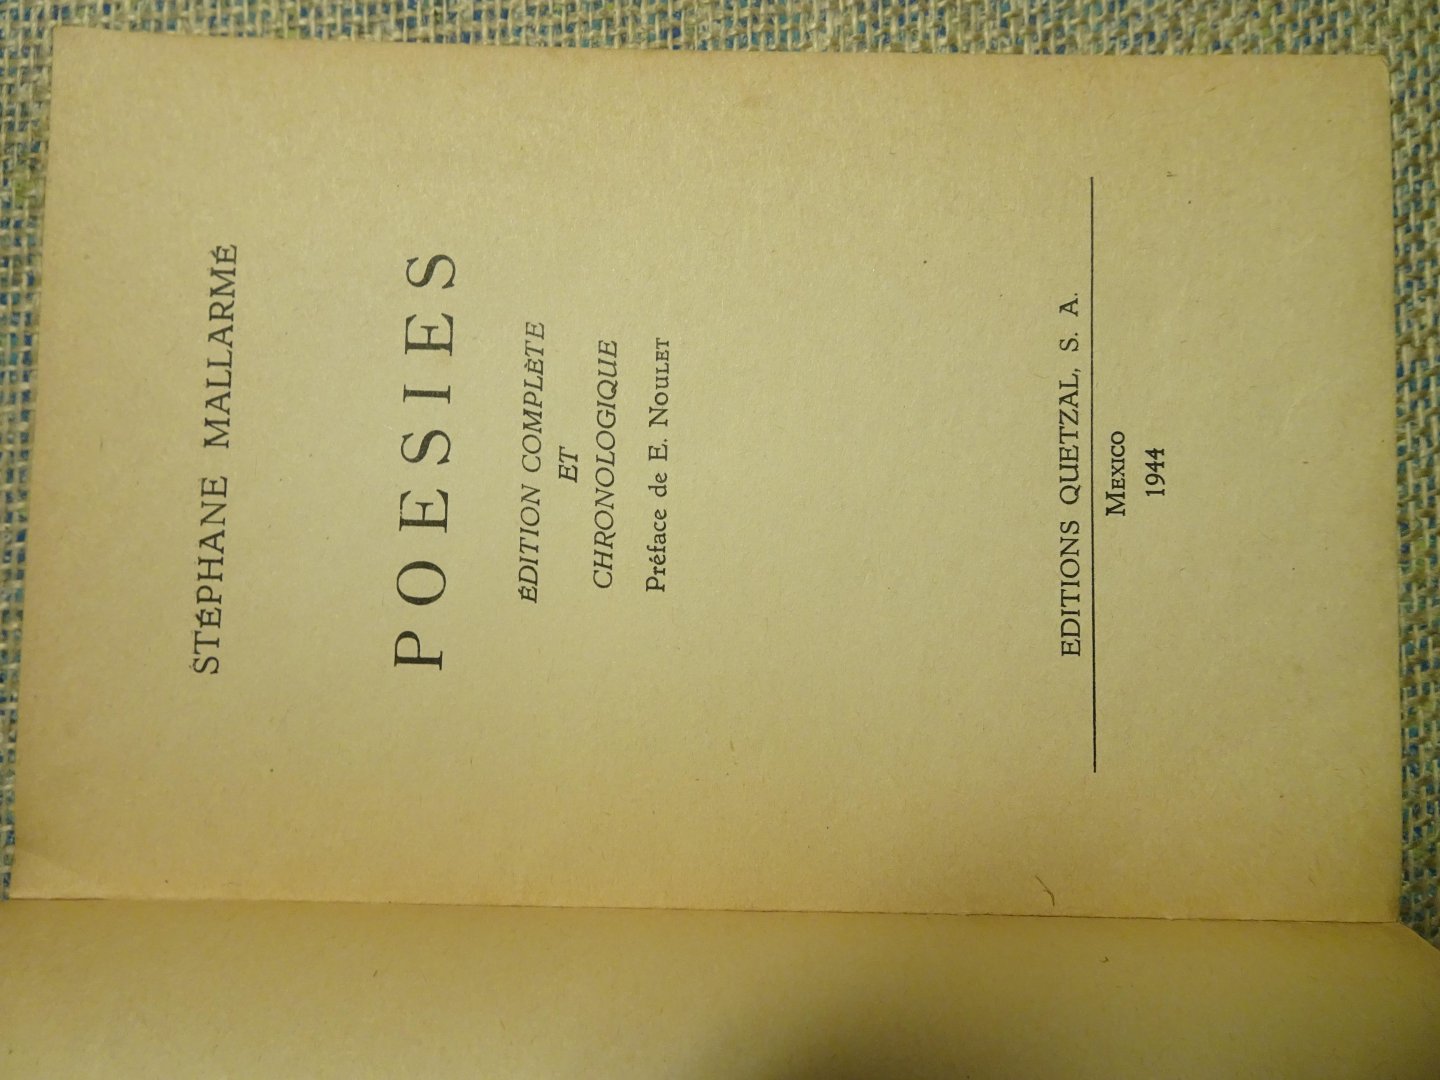 STÉPHANE MALLARMÉ
POESIES
ÉDITION COMPLÈTE
ET
CHRONOLOGIQUE
Préface de E. NOULET
EDITIONS QUETZAL, S. A.
MEXICO
1944